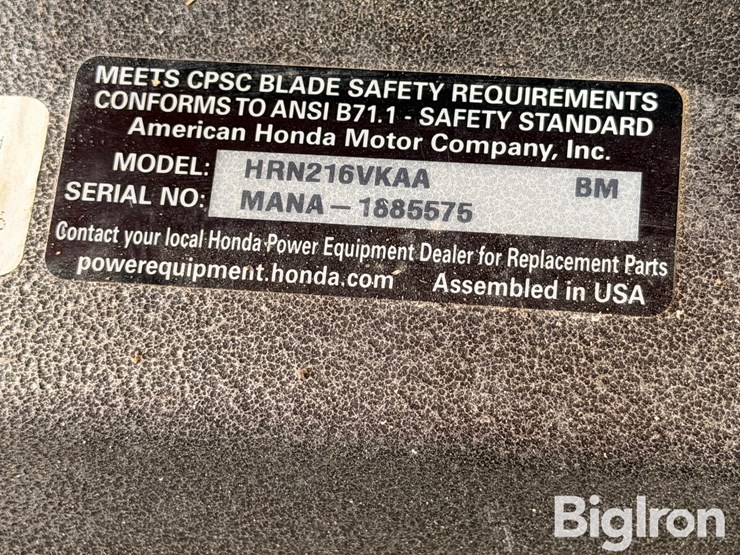 MEETS CPSC BLADE SAFETY REQUIREMENTS
CONFORMS TO ANSI B71.1 - SAFETY STANDARD
American Honda Motor Company, Inc.
MODEL: HRN216VKAA BM
SERIAL NO: MANA-1685575
Contact your local Honda Power Equipment Dealer for Replacement Parts
powerequipment.honda.com Assembled in USA
BigIron